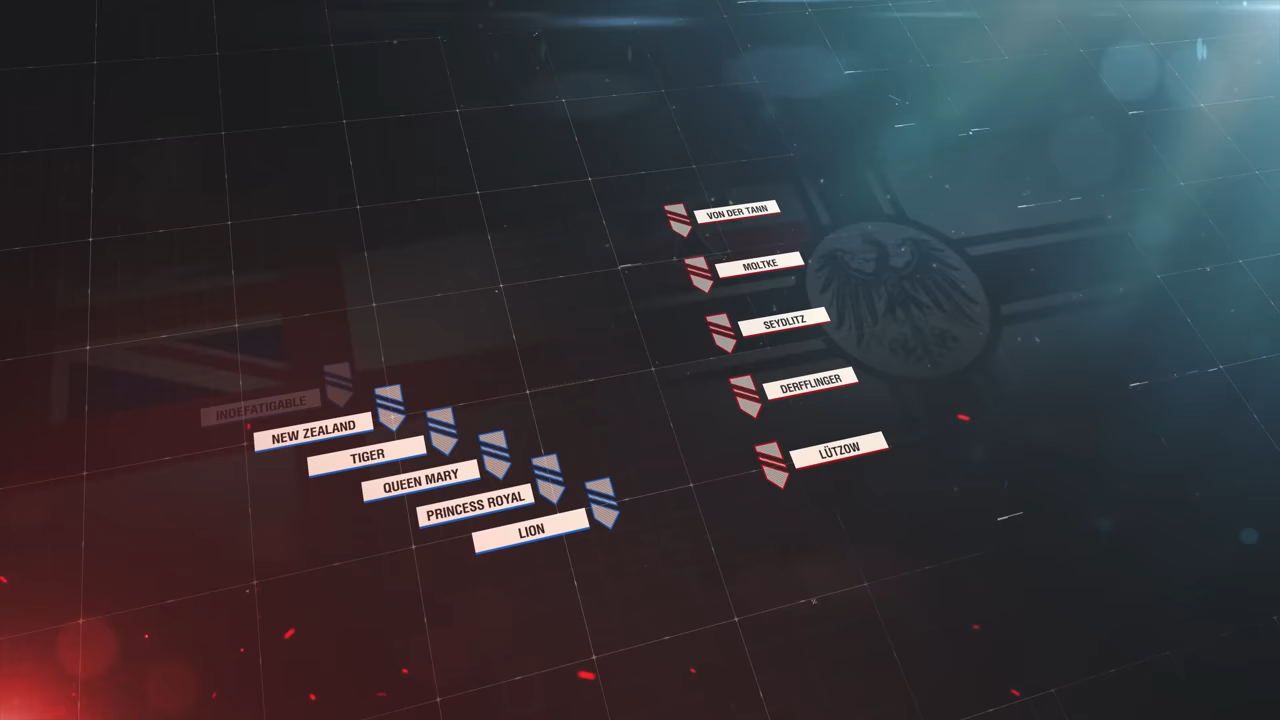 VON DER TANN
MOLTKE
SEYDLITZ
DERFFLINGER
LÜTZOW
INDEFATIGABLE
NEW ZEALAND
TIGER
QUEEN MARY
PRINCESS ROYAL
LION